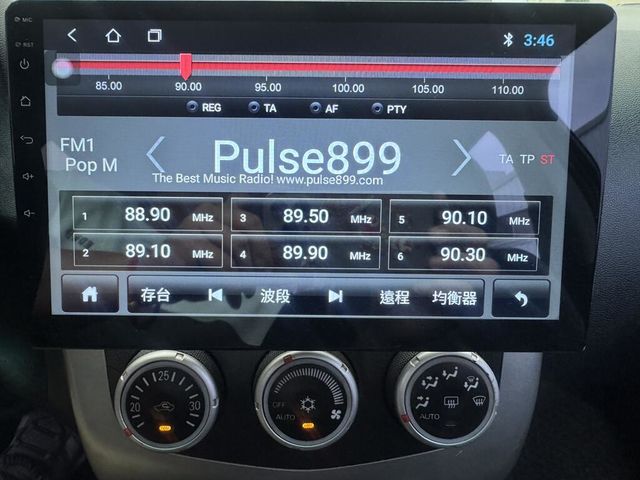 MIC
3:46
RST
85.00 90.00 95.00 100.00 105.00 110.00
REG TA AF PTY
FM1
Pop M
Pulse899
TA TP ST
The Best Music Radio! www.pulse899.com
1 88.90 MHz 3 89.50 MHz 5 90.10 MHz
2 89.10 MHz 4 89.90 MHz 6 90.30 MHz
存台 波段 遠程 均衡器
20 25 30
OFF
AUTO
AUTO